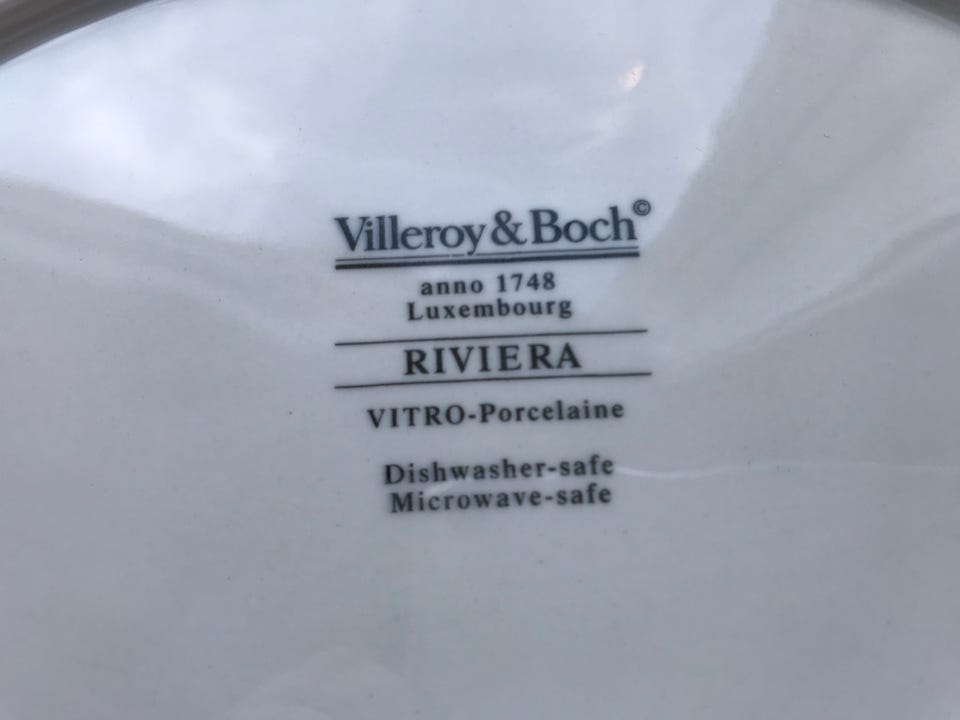 Villeroy & Boch©
anno 1748
Luxembourg
RIVIERA
VITRO-Porcelaine
Dishwasher-safe
Microwave-safe